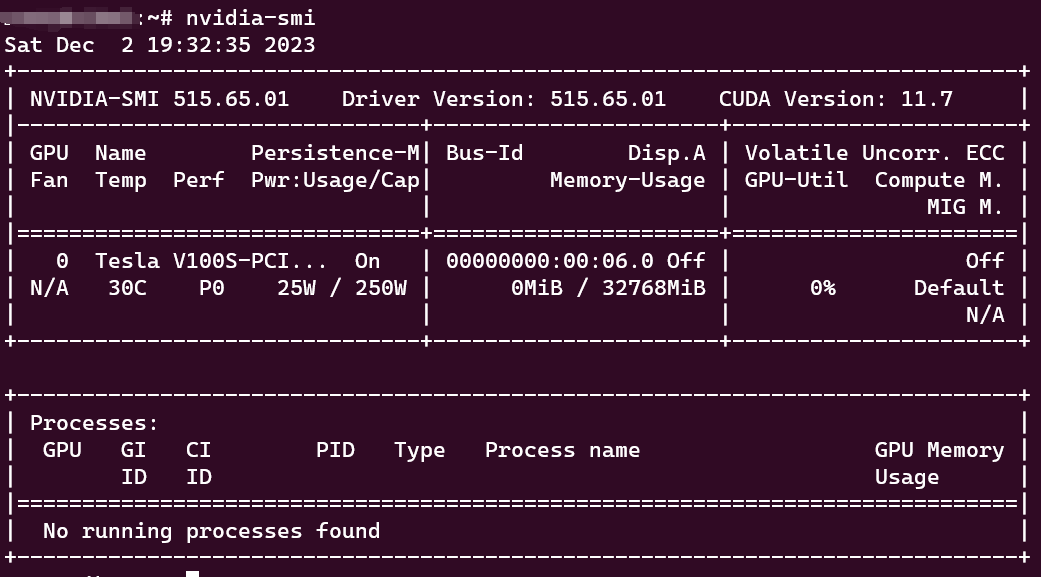 :~# nvidia-smi
Sat Dec  2 19:32:35 2023
+-----------------------------------------------------------------------------+
| NVIDIA-SMI 515.65.01    Driver Version: 515.65.01    CUDA Version: 11.7     |
|-------------------------------+----------------------+----------------------+
| GPU  Name        Persistence-M| Bus-Id        Disp.A | Volatile Uncorr. ECC |
| Fan  Temp  Perf  Pwr:Usage/Cap|         Memory-Usage | GPU-Util  Compute M. |
|                               |                      |               MIG M. |
|===============================+======================+======================|
|   0  Tesla V100S-PCI...  On   | 00000000:00:06.0 Off |                  Off |
| N/A   30C    P0    25W / 250W |      0MiB / 32768MiB |      0%      Default |
|                               |                      |                  N/A |
+-------------------------------+----------------------+----------------------+

+-----------------------------------------------------------------------------+
| Processes:                                                                  |
|  GPU   GI   CI        PID   Type   Process name                  GPU Memory |
|        ID   ID                                                   Usage      |
|=============================================================================|
|  No running processes found                                                 |
+-----------------------------------------------------------------------------+